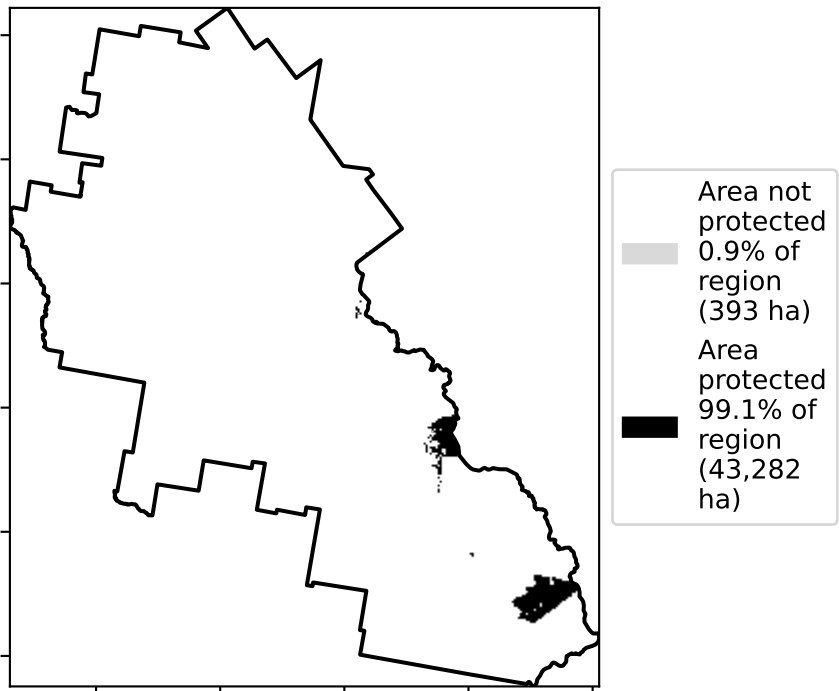 Area not
protected
0.9% of
region
(393 ha)
Area
protected
99.1% of
region
(43,282
ha)